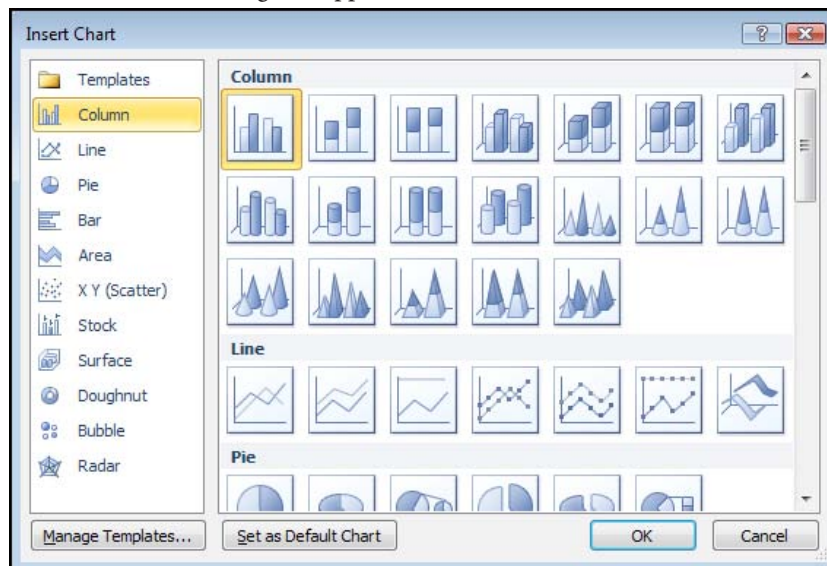 Insert Chart
Templates
Column
Line
Pie
Bar
Area
X Y (Scatter)
Stock
Surface
Doughnut
Bubble
Radar
Column
Line
Pie
Manage Templates...
Set as Default Chart
OK
Cancel